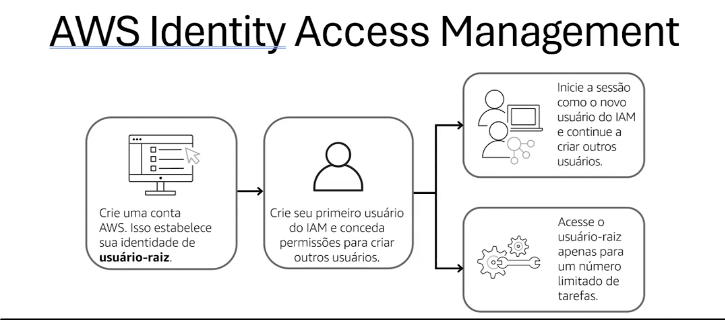 AWS Identity Access Management
Crie uma conta
AWS. Isso estabelece
sua identidade de
usuário-raiz.
Crie seu primeiro usuário
do IAM e conceda
permissões para criar
outros usuários.
Inicie a sessão
como o novo
usuário do IAM
e continue a
criar outros
usuários.
Acesse o
usuário-raiz
apenas para
um número
limitado de
tarefas.